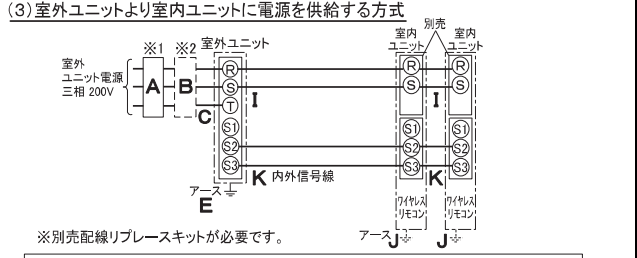 (3)室外ユニットより室内ユニットに電源を供給する方式
別売
※1 ※2 室外ユニット 室内ユニット 室内ユニット
室外
ユニット電源
三相 200V
A B C
R R R
S S S
T I I
S1 S1 S1
S2 S2 S2
S3 S3 S3
K 内外信号線 K
アース
E
ワイヤレス ワイヤレス
リモコン リモコン
アース J J
※別売配線リプレースキットが必要です。